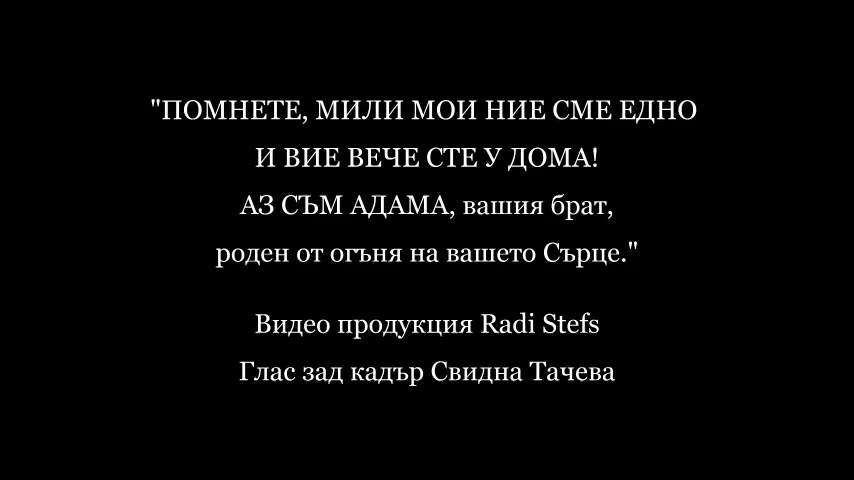 "ПОМНЕТЕ, МИЛИ МОИ НИЕ СМЕ ЕДНО
И ВИЕ ВЕЧЕ СТЕ У ДОМА!
АЗ СЪМ АДАМА, вашия брат,
роден от огъня на вашето Сърце."
Видео продукция Radi Stefs
Глас зад кадър Свидна Тачева